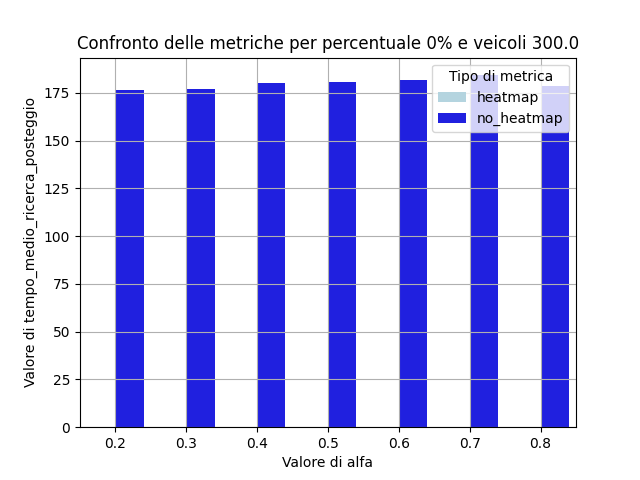 Confronto delle metriche per percentuale 0% e veicoli 300.0
Tipo di metrica
heatmap
no_heatmap
Valore di tempo_medio_ricerca_posteggio
175
150
125
100
75
50
25
0
0.2 0.3 0.4 0.5 0.6 0.7 0.8
Valore di alfa